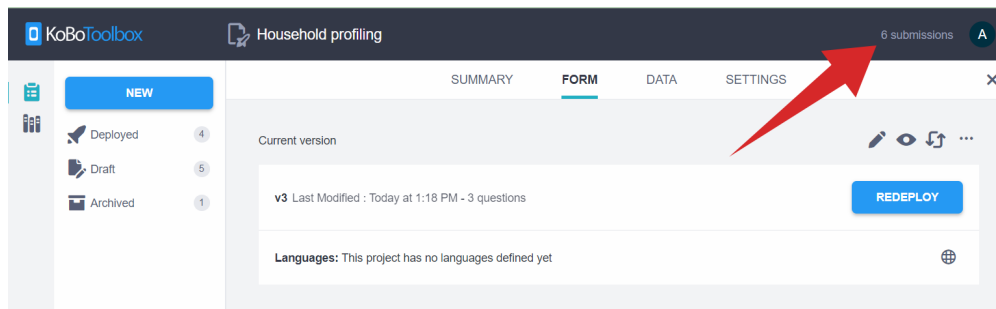 KoBoToolbox
Household profiling
6 submissions
A
NEW
Deployed 4
Draft 5
Archived 1
SUMMARY FORM DATA SETTINGS
Current version
v3 Last Modified : Today at 1:18 PM - 3 questions
REDEPLOY
Languages: This project has no languages defined yet